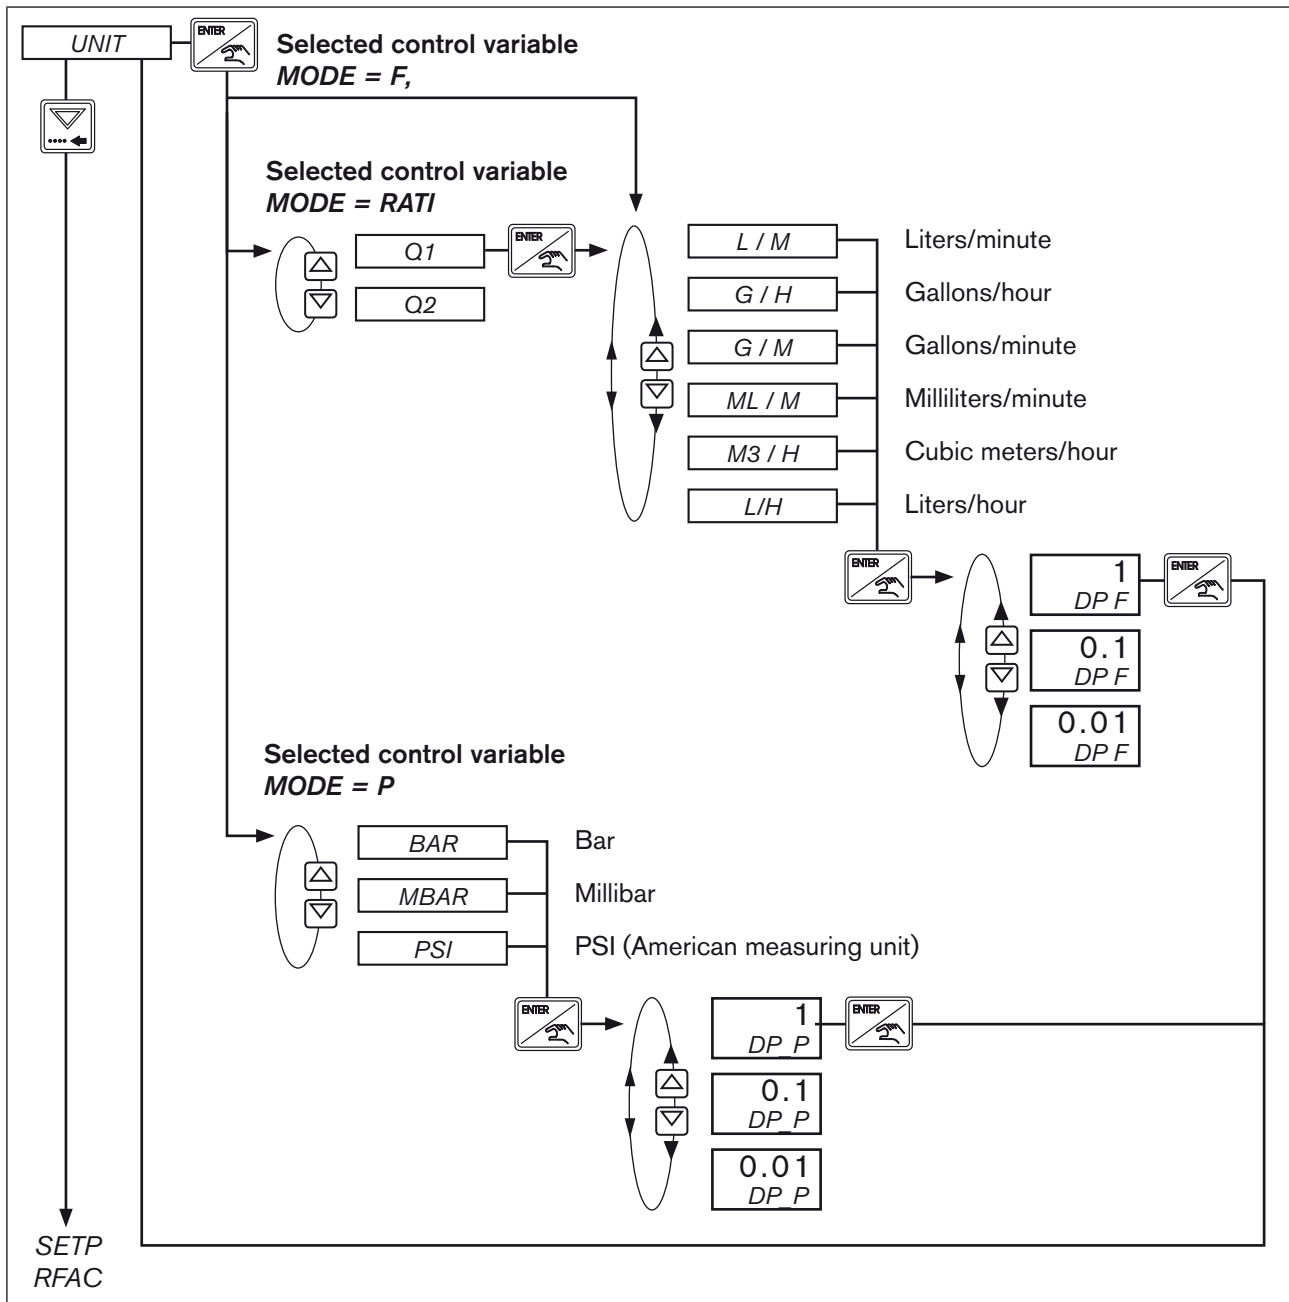 UNIT
ENTER
Selected control variable
MODE = F,
Selected control variable
MODE = RATI
Q1
ENTER
Q2
L / M
Liters/minute
G / H
Gallons/hour
G / M
Gallons/minute
ML / M
Milliliters/minute
M3 / H
Cubic meters/hour
L/H
Liters/hour
ENTER
1
DP F
ENTER
0.1
DP F
0.01
DP F
Selected control variable
MODE = P
BAR
Bar
MBAR
Millibar
PSI
PSI (American measuring unit)
ENTER
1
DP_P
ENTER
0.1
DP_P
0.01
DP_P
SETP
RFAC